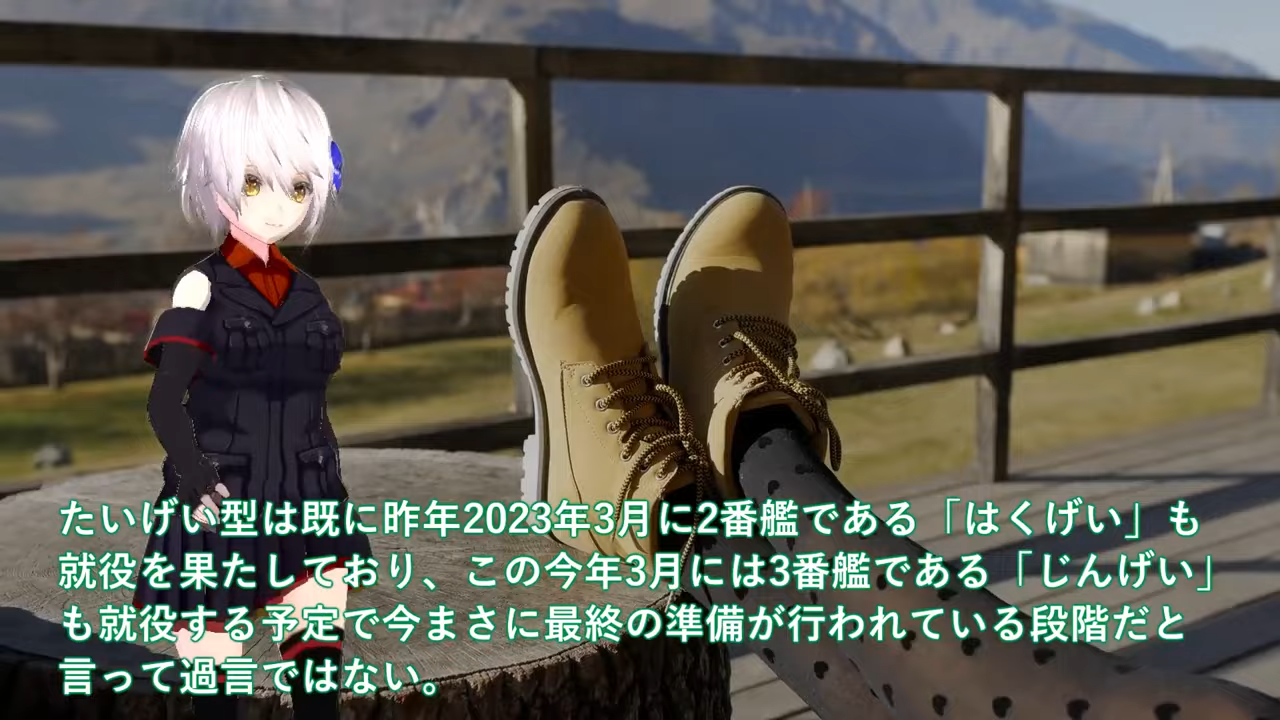 たいげい型は既に昨年2023年3月に2番艦である「はくげい」も
就役を果たしており、この今年3月には3番艦である「じんげい」
も就役する予定で今まさに最終の準備が行われている段階だと
言って過言ではない。